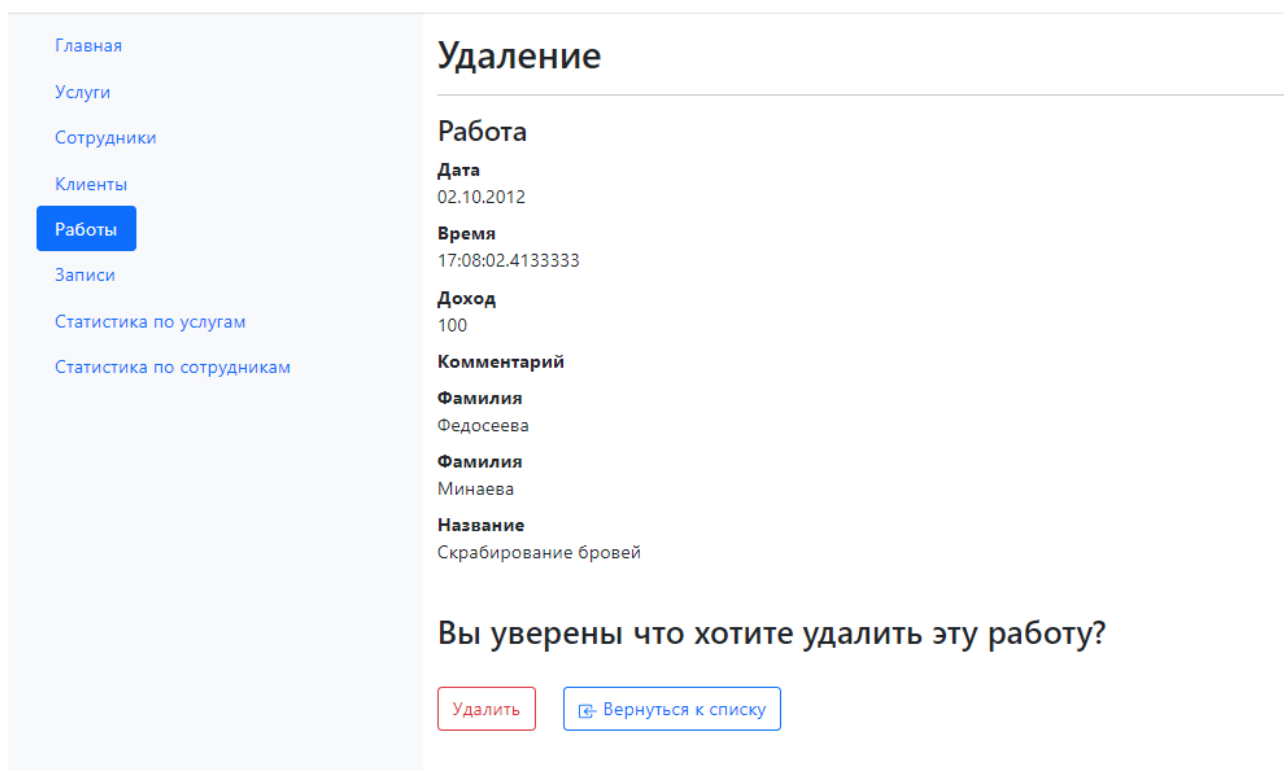 Главная
Услуги
Сотрудники
Клиенты
Работы
Записи
Статистика по услугам
Статистика по сотрудникам
Удаление
Работа
Дата
02.10.2012
Время
17:08:02.4133333
Доход
100
Комментарий
Фамилия
Федосеева
Фамилия
Минаева
Название
Скрабирование бровей
Вы уверены что хотите удалить эту работу?
Удалить
Вернуться к списку